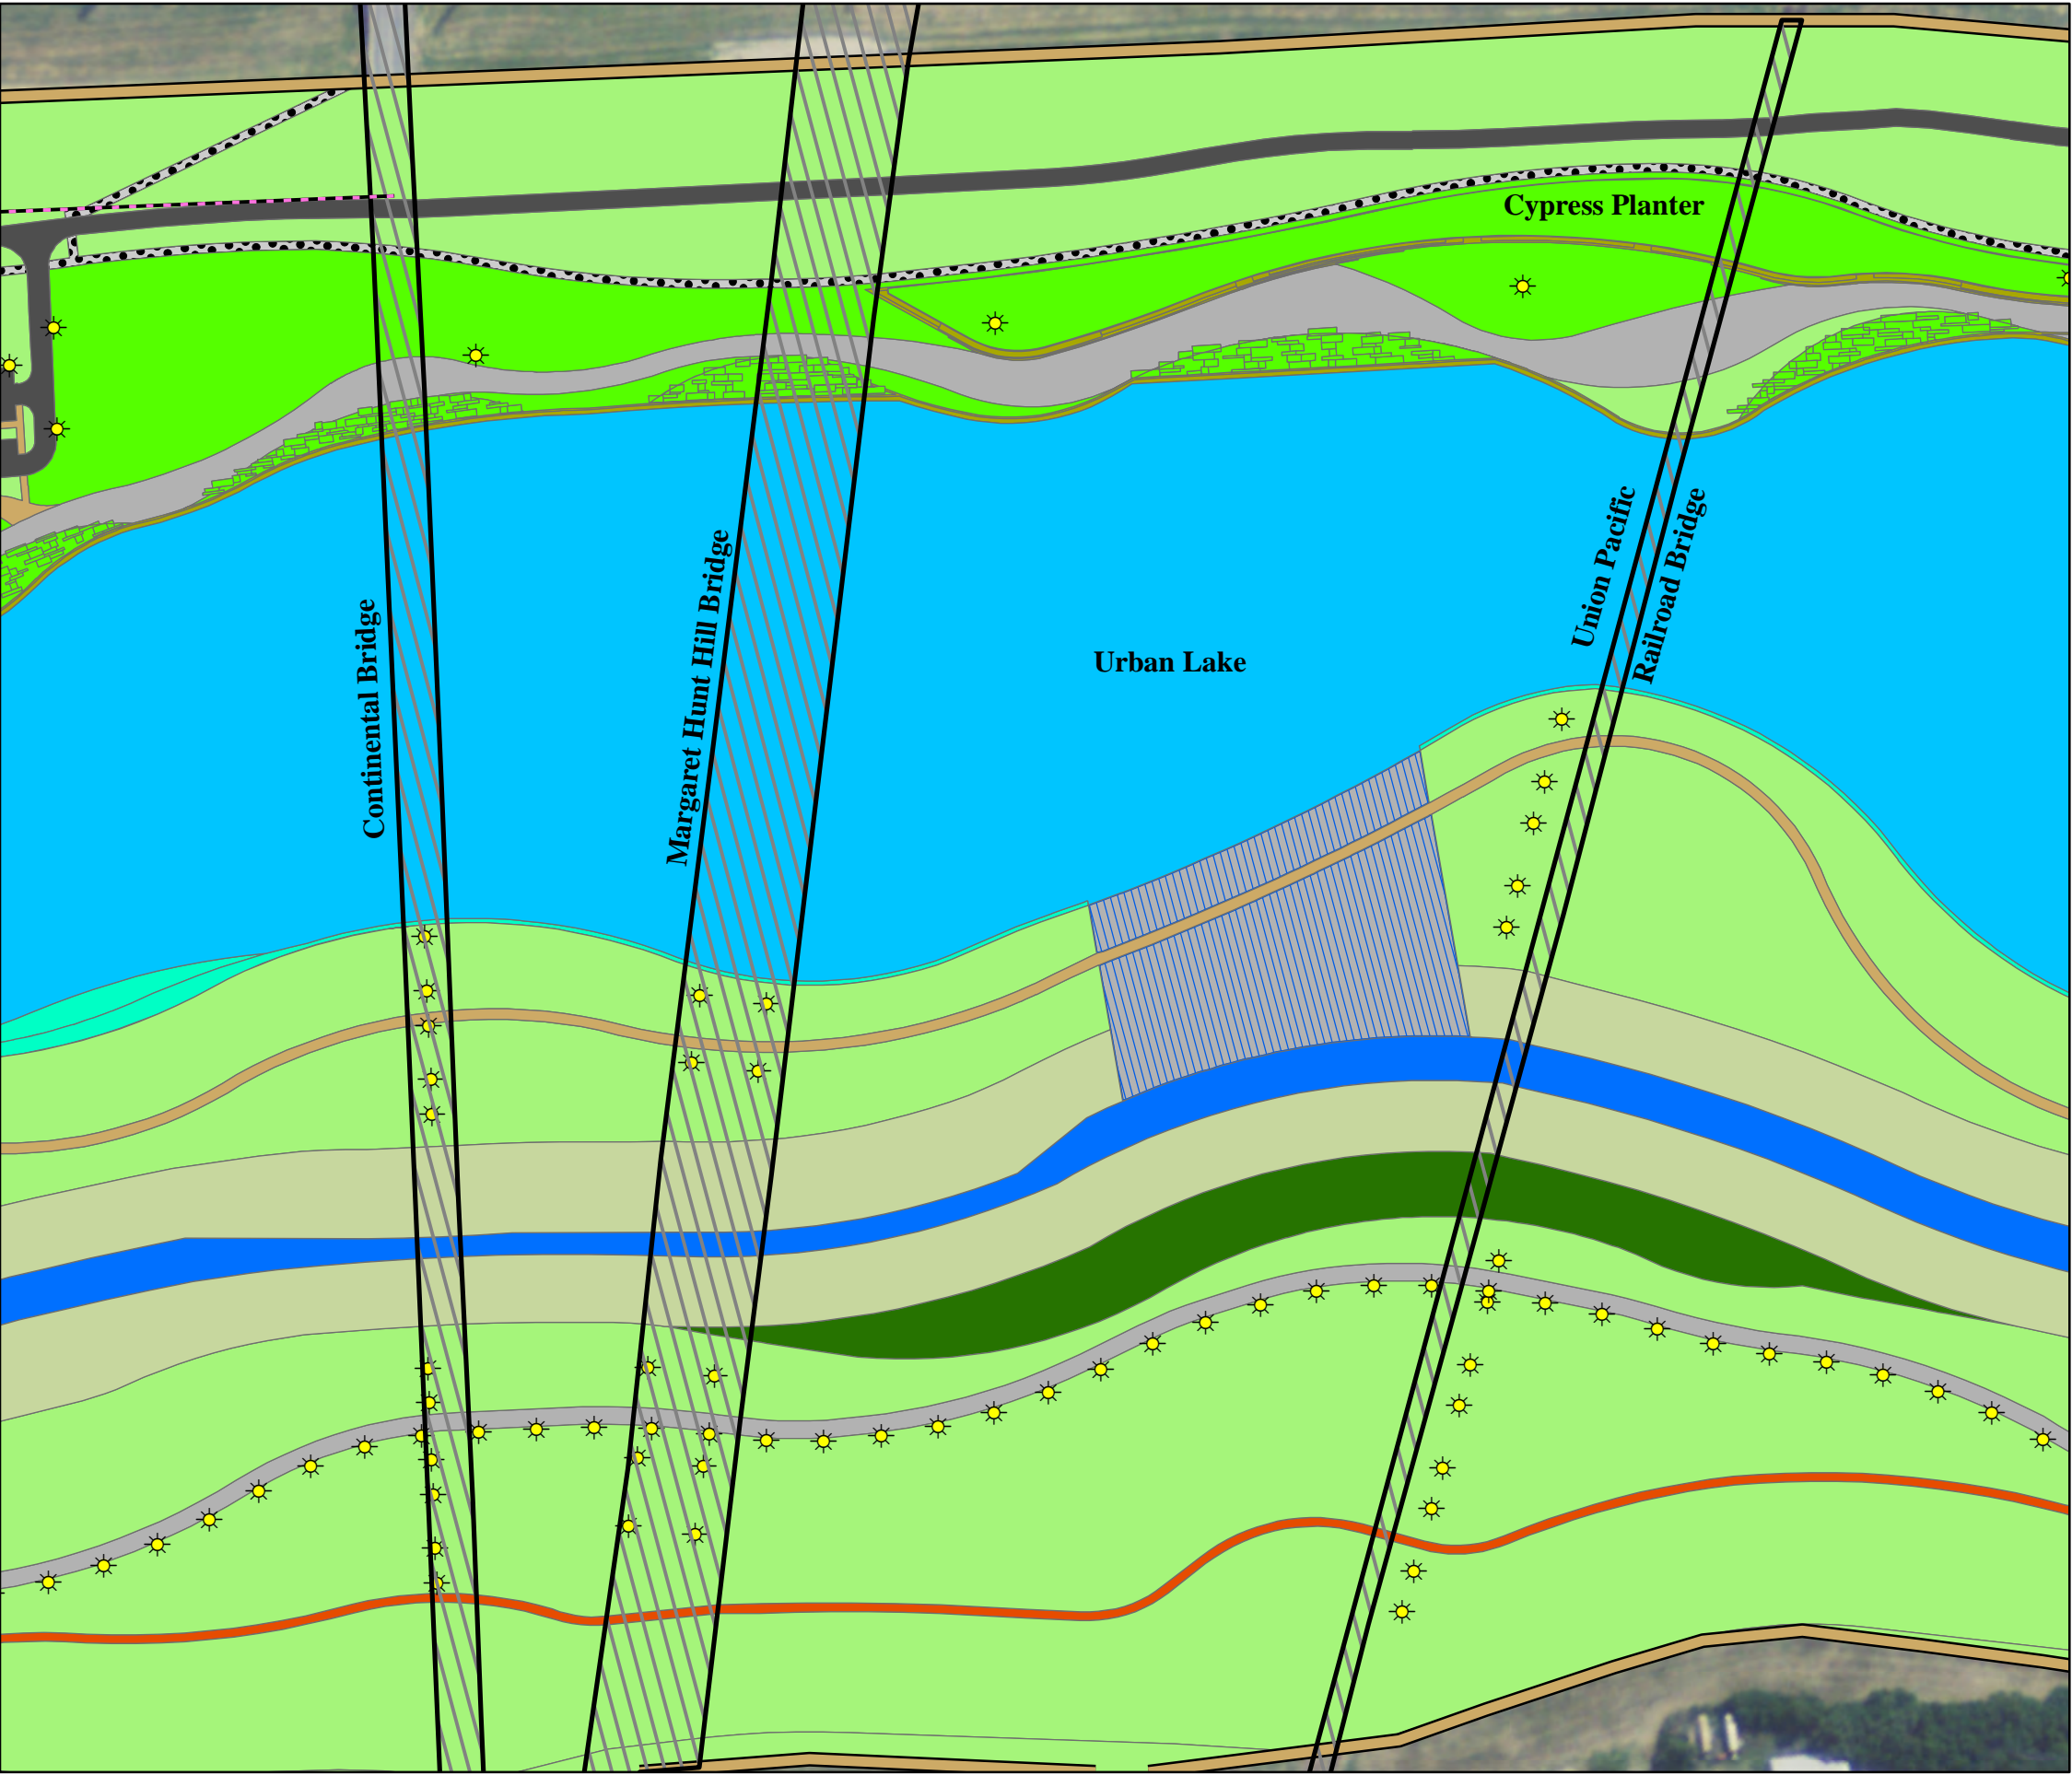 Cypress Planter
Continental Bridge
Margaret Hunt Hill Bridge
Urban Lake
Union Pacific
Railroad Bridge